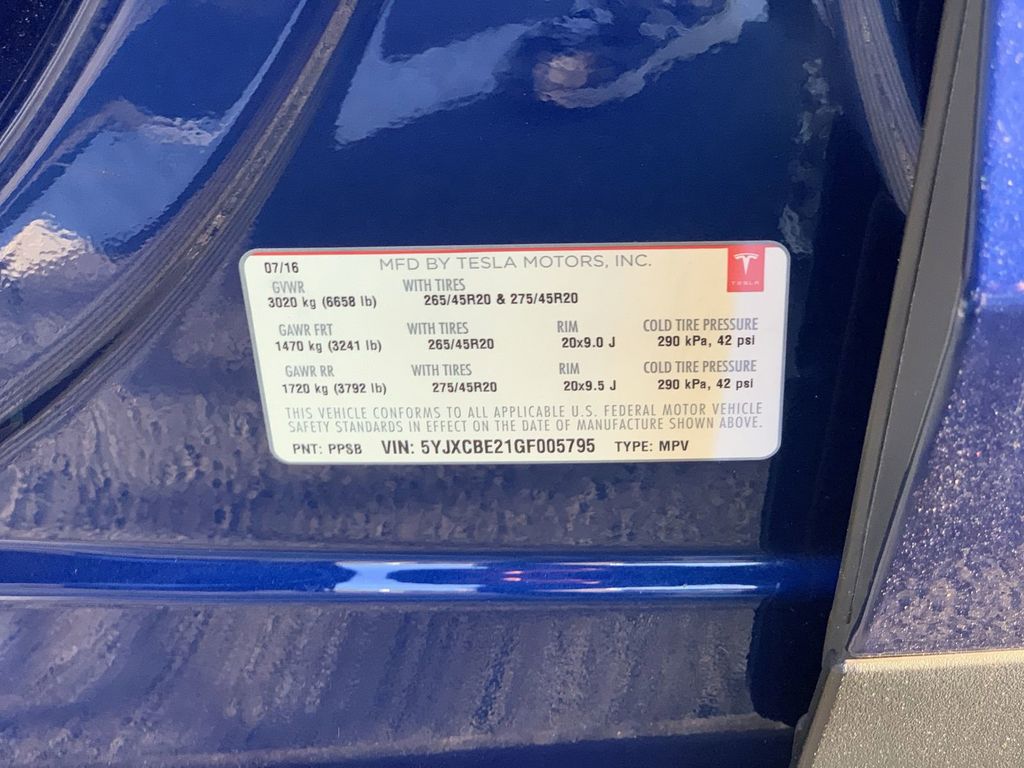 07/16 MFD BY TESLA MOTORS, INC.
TESLA
GVWR WITH TIRES
3020 kg (6658 lb) 265/45R20 & 275/45R20
GAWR FRT WITH TIRES RIM COLD TIRE PRESSURE
1470 kg (3241 lb) 265/45R20 20x9.0 J 290 kPa, 42 psi
GAWR RR WITH TIRES RIM COLD TIRE PRESSURE
1720 kg (3792 lb) 275/45R20 20x9.5 J 290 kPa, 42 psi
THIS VEHICLE CONFORMS TO ALL APPLICABLE U.S. FEDERAL MOTOR VEHICLE
SAFETY STANDARDS IN EFFECT ON THE DATE OF MANUFACTURE SHOWN ABOVE.
PNT: PPSB VIN: 5YJXCBE21GF005795 TYPE: MPV